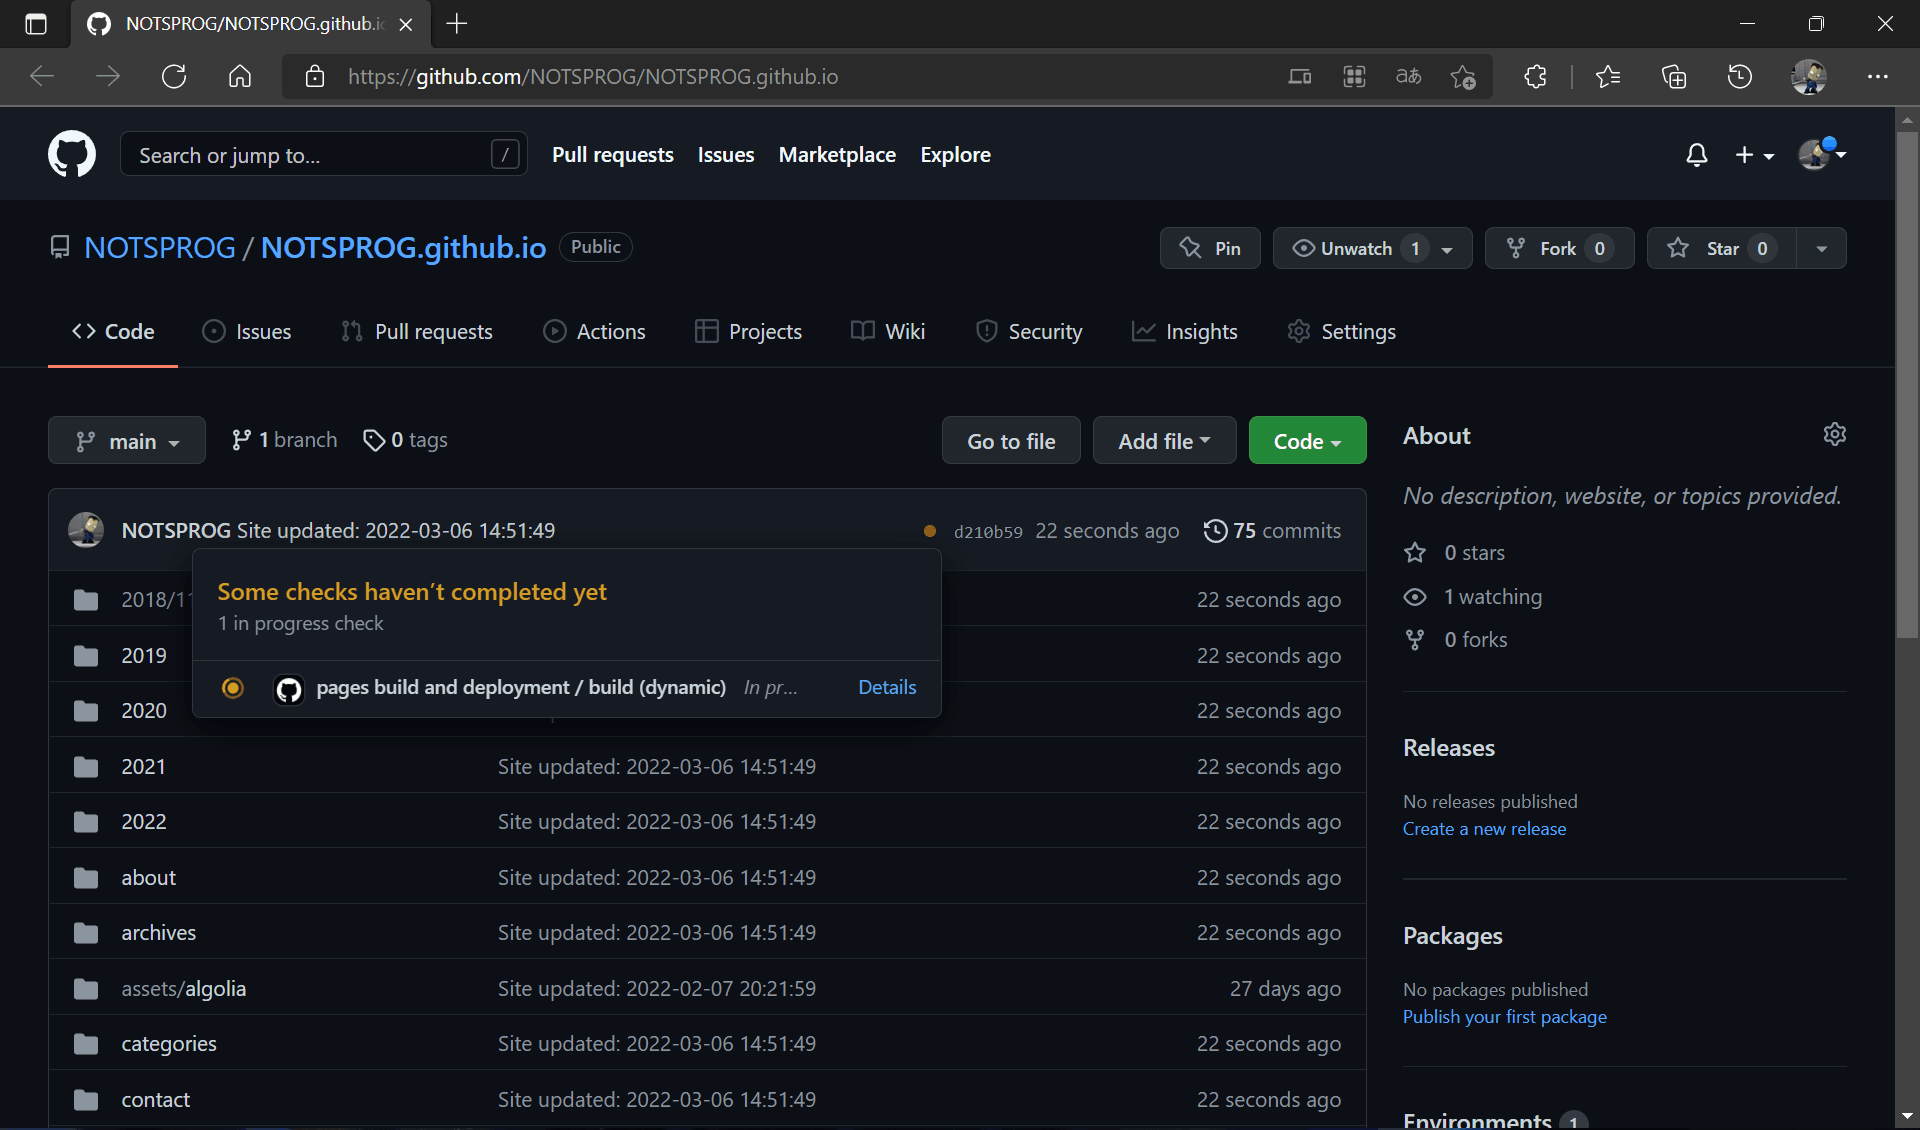 NOTSPROG/NOTSPROG.github.i
https://github.com/NOTSPROG/NOTSPROG.github.io
Search or jump to... /
Pull requests Issues Marketplace Explore
NOTSPROG / NOTSPROG.github.io Public
Pin Unwatch 1 Fork 0 Star 0
Code Issues Pull requests Actions Projects Wiki Security Insights Settings
main 1 branch 0 tags Go to file Add file Code
NOTSPROG Site updated: 2022-03-06 14:51:49 d210b59 22 seconds ago 75 commits
Some checks haven't completed yet
1 in progress check
pages build and deployment / build (dynamic) In pr... Details
2018/11 22 seconds ago
2019 22 seconds ago
2020 22 seconds ago
2021 Site updated: 2022-03-06 14:51:49 22 seconds ago
2022 Site updated: 2022-03-06 14:51:49 22 seconds ago
about Site updated: 2022-03-06 14:51:49 22 seconds ago
archives Site updated: 2022-03-06 14:51:49 22 seconds ago
assets/algolia Site updated: 2022-02-07 20:21:59 27 days ago
categories Site updated: 2022-03-06 14:51:49 22 seconds ago
contact Site updated: 2022-03-06 14:51:49 22 seconds ago
About
No description, website, or topics provided.
0 stars
1 watching
0 forks
Releases
No releases published
Create a new release
Packages
No packages published
Publish your first package
Environments 1